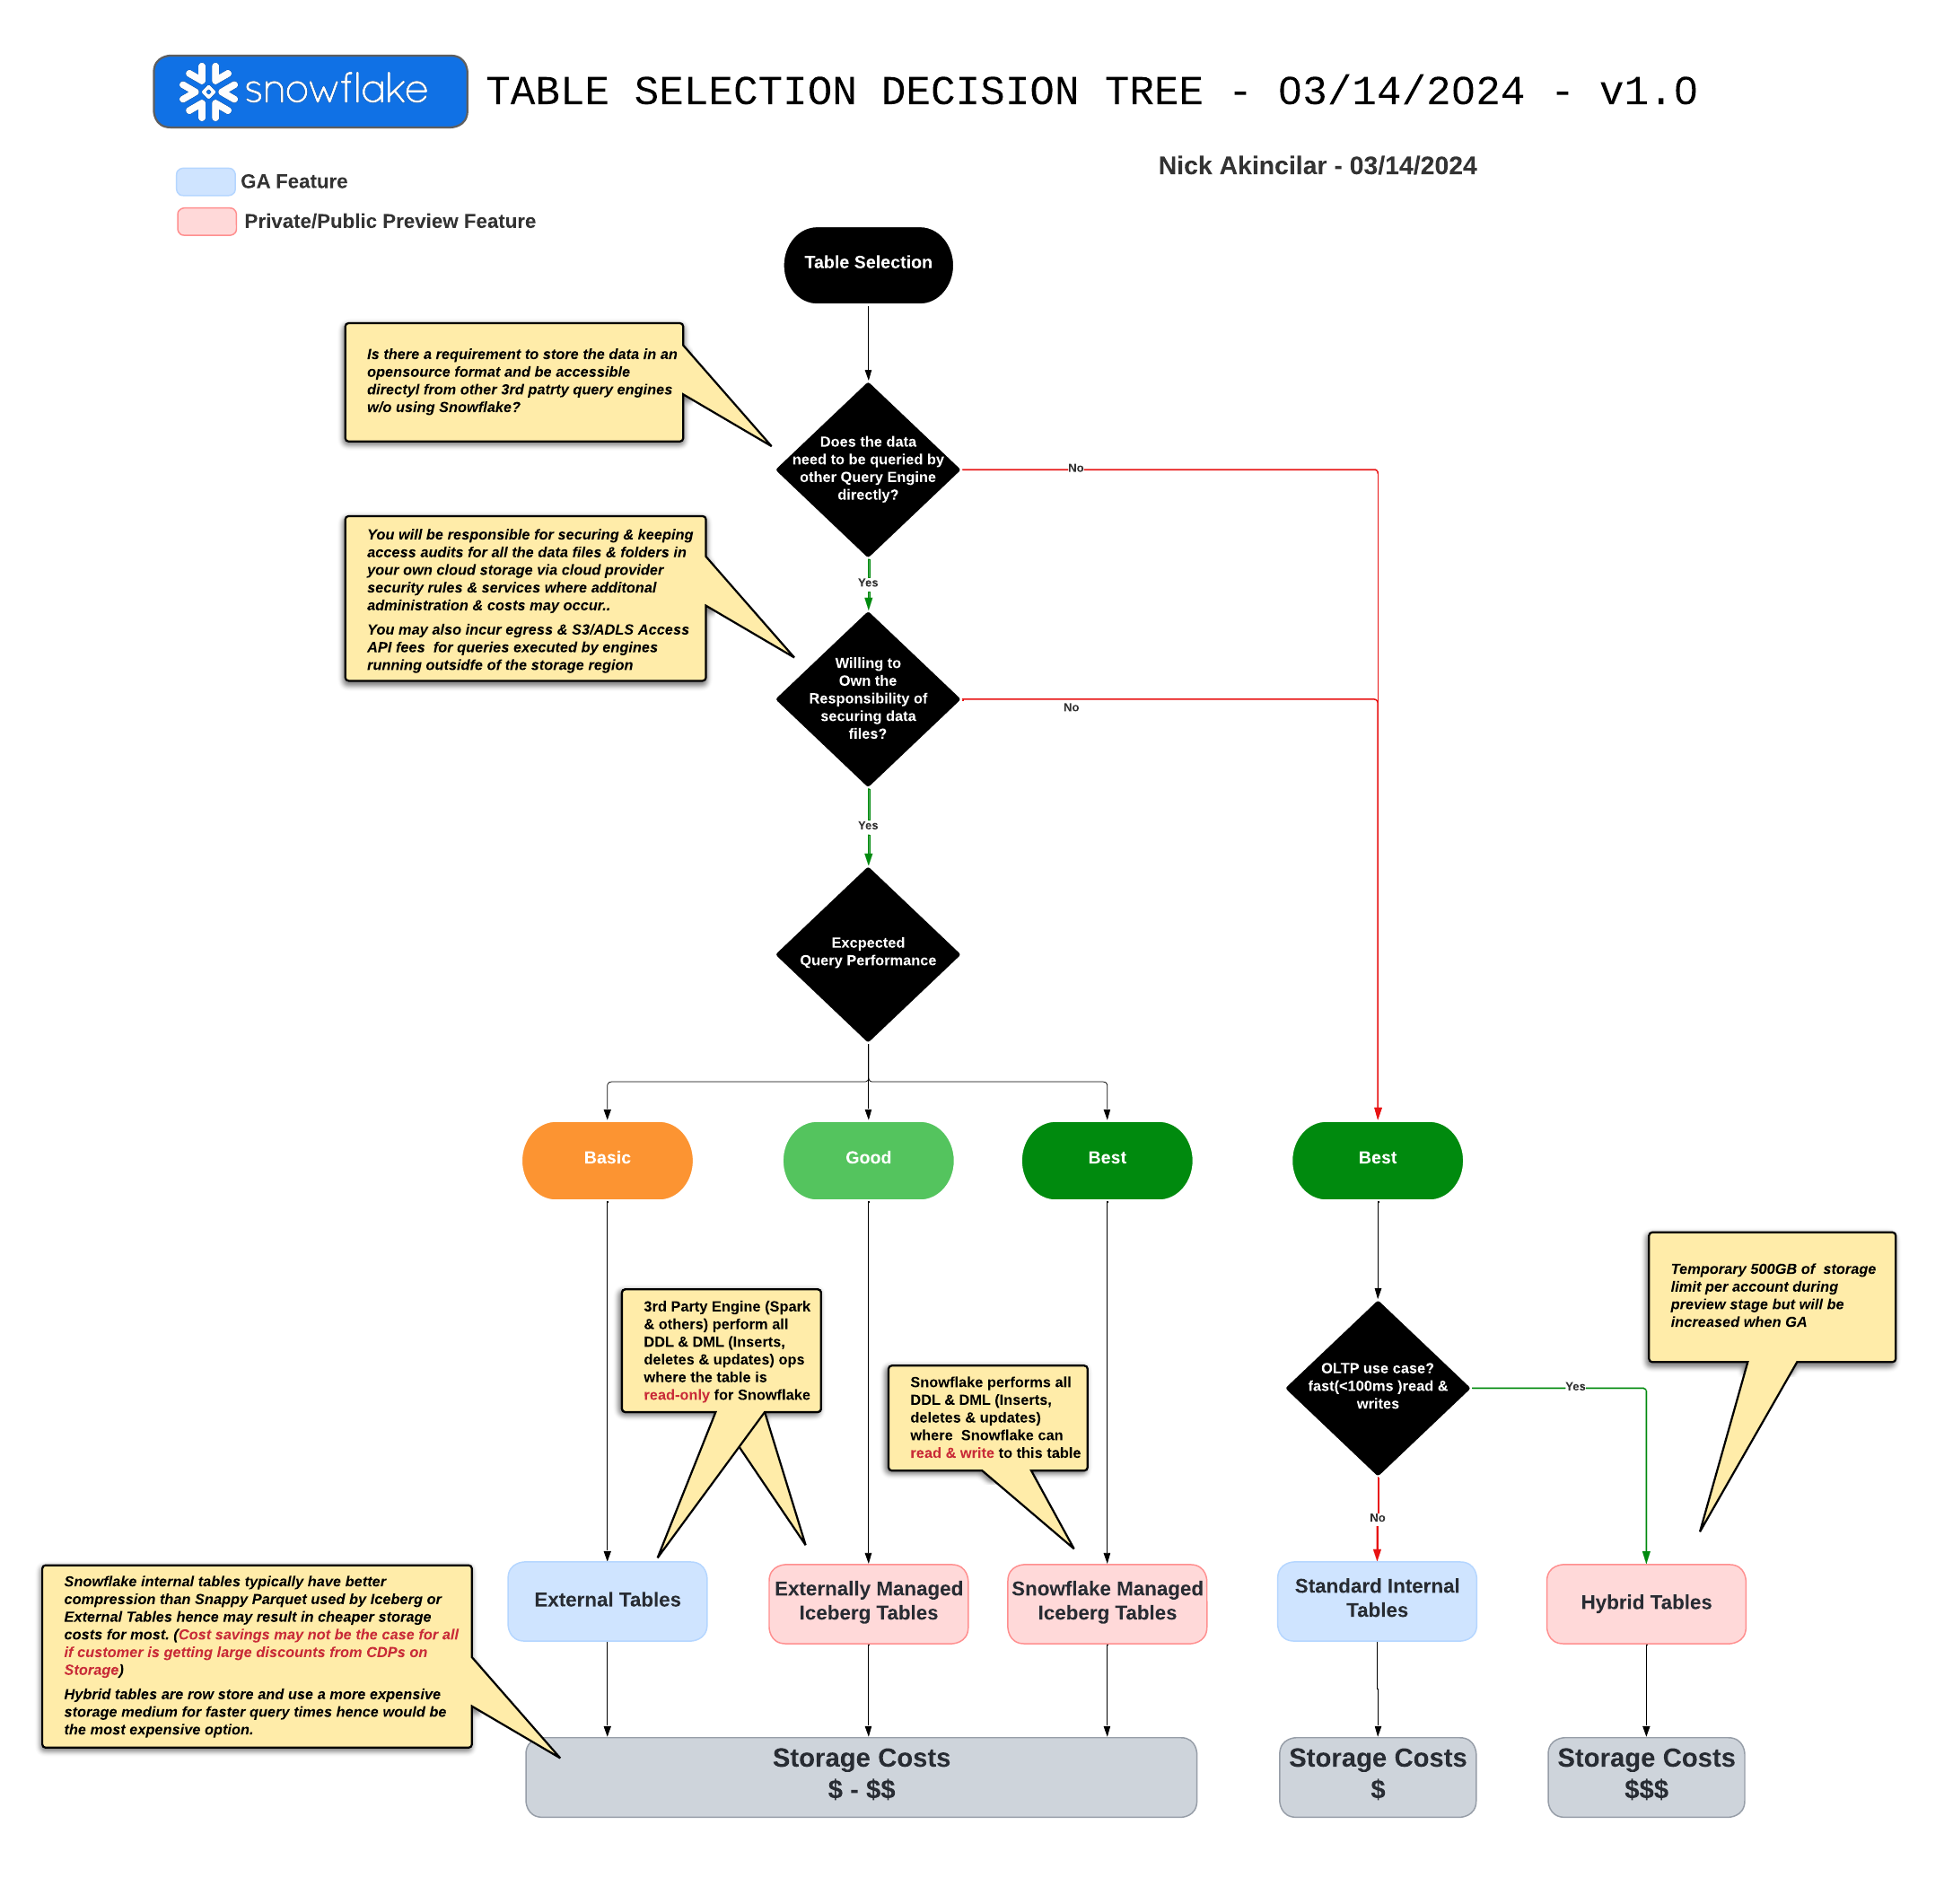 snowflake
TABLE SELECTION DECISION TREE - 03/14/2024 - v1.0
Nick Akincilar - 03/14/2024
GA Feature
Private/Public Preview Feature
Table Selection
Is there a requirement to store the data in an
opensource format and be accessible
directyl from other 3rd patrty query engines
w/o using Snowflake?
Does the data
need to be queried by
other Query Engine
directly?
No
Yes
You will be responsible for securing & keeping
access audits for all the data files & folders in
your own cloud storage via cloud provider
security rules & services where additonal
administration & costs may occur..
You may also incur egress & S3/ADLS Access
API fees  for queries executed by engines
running outsidfe of the storage region
Willing to
Own the
Responsibility of
securing data
files?
No
Yes
Excpected
Query Performance
Basic
Good
Best
Best
3rd Party Engine (Spark
& others) perform all
DDL & DML (Inserts,
deletes & updates) ops
where the table is
read-only for Snowflake
Snowflake performs all
DDL & DML (Inserts,
deletes & updates)
where  Snowflake can
read & write to this table
OLTP use case?
fast(<100ms )read &
writes
Yes
No
Temporary 500GB of  storage
limit per account during
preview stage but will be
increased when GA
Snowflake internal tables typically have better
compression than Snappy Parquet used by Iceberg or
External Tables hence may result in cheaper storage
costs for most. (Cost savings may not be the case for all
if customer is getting large discounts from CDPs on
Storage)
Hybrid tables are row store and use a more expensive
storage medium for faster query times hence would be
the most expensive option.
External Tables
Externally Managed
Iceberg Tables
Snowflake Managed
Iceberg Tables
Standard Internal
Tables
Hybrid Tables
Storage Costs
$ - $$
Storage Costs
$
Storage Costs
$$$